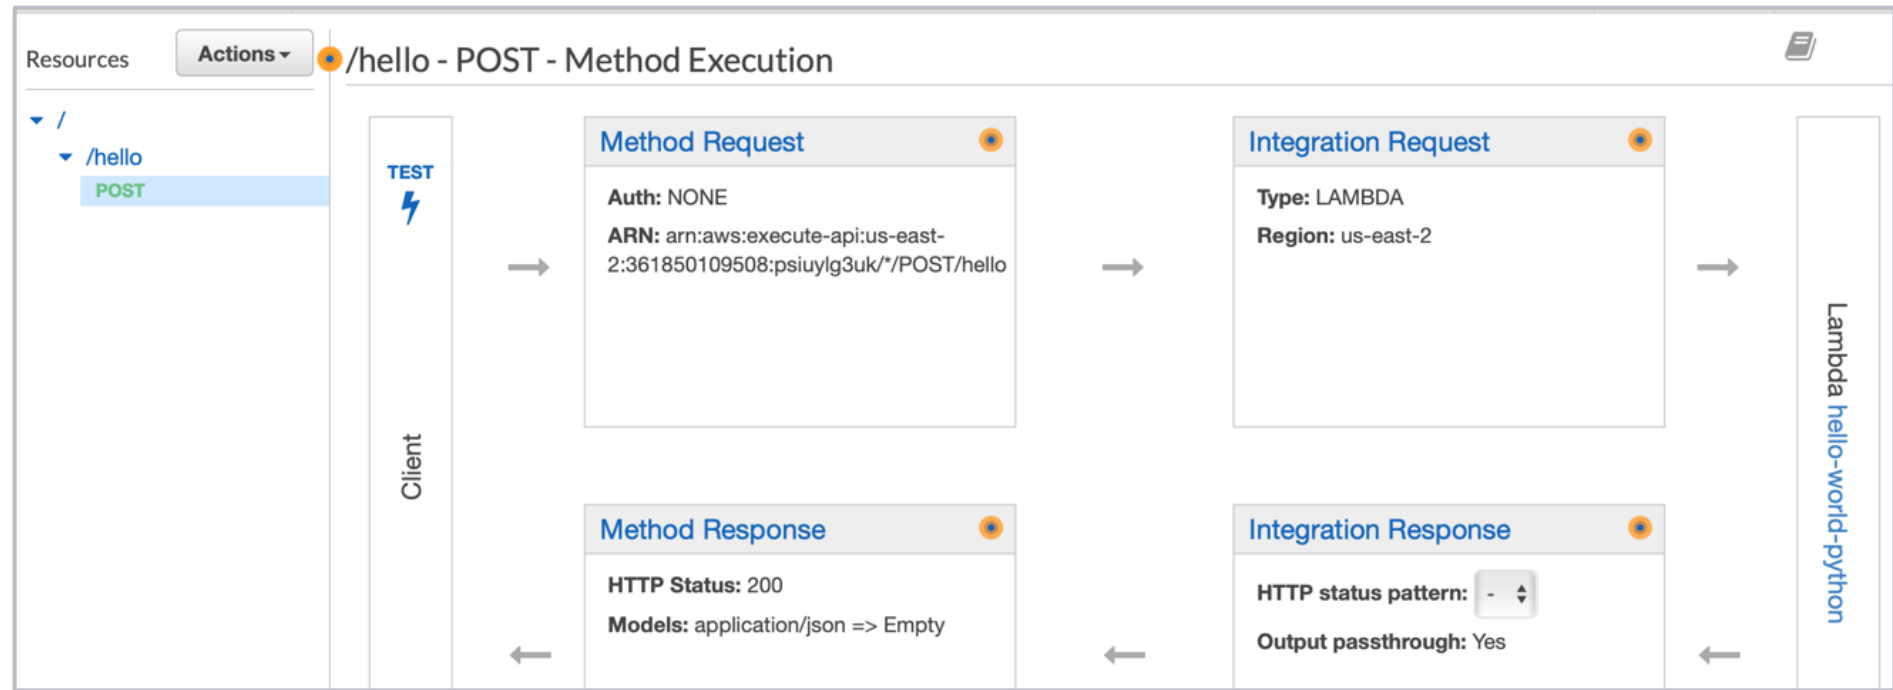 Resources
Actions
/hello - POST - Method Execution
/
/hello
POST
TEST
Client
Method Request
Auth: NONE
ARN: arn:aws:execute-api:us-east-
2:361850109508:psiuylg3uk/*/POST/hello
Integration Request
Type: LAMBDA
Region: us-east-2
Lambda hello-world-python
Method Response
HTTP Status: 200
Models: application/json => Empty
Integration Response
HTTP status pattern: -
Output passthrough: Yes